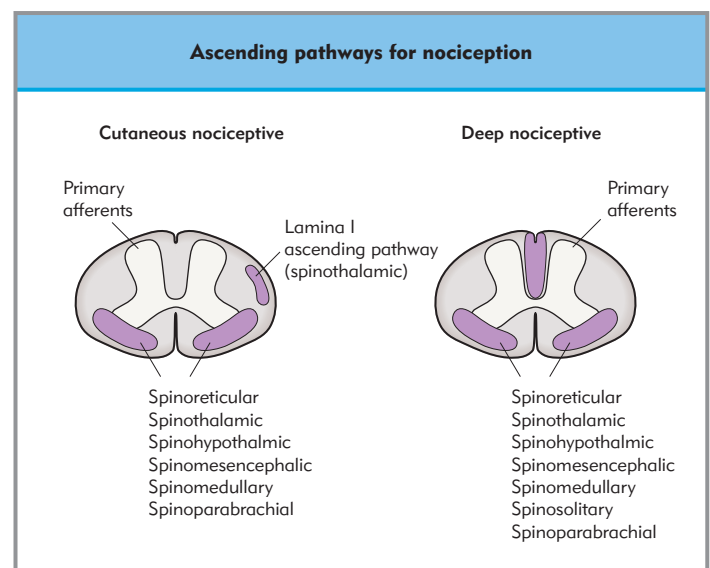 Ascending pathways for nociception
Cutaneous nociceptive
Deep nociceptive
Primary
afferents
Lamina I
ascending pathway
(spinothalamic)
Primary
afferents
Spinoreticular
Spinothalamic
Spinohypothalmic
Spinomesencephalic
Spinomedullary
Spinoparabrachial
Spinoreticular
Spinothalamic
Spinohypothalmic
Spinomesencephalic
Spinomedullary
Spinosolitary
Spinoparabrachial